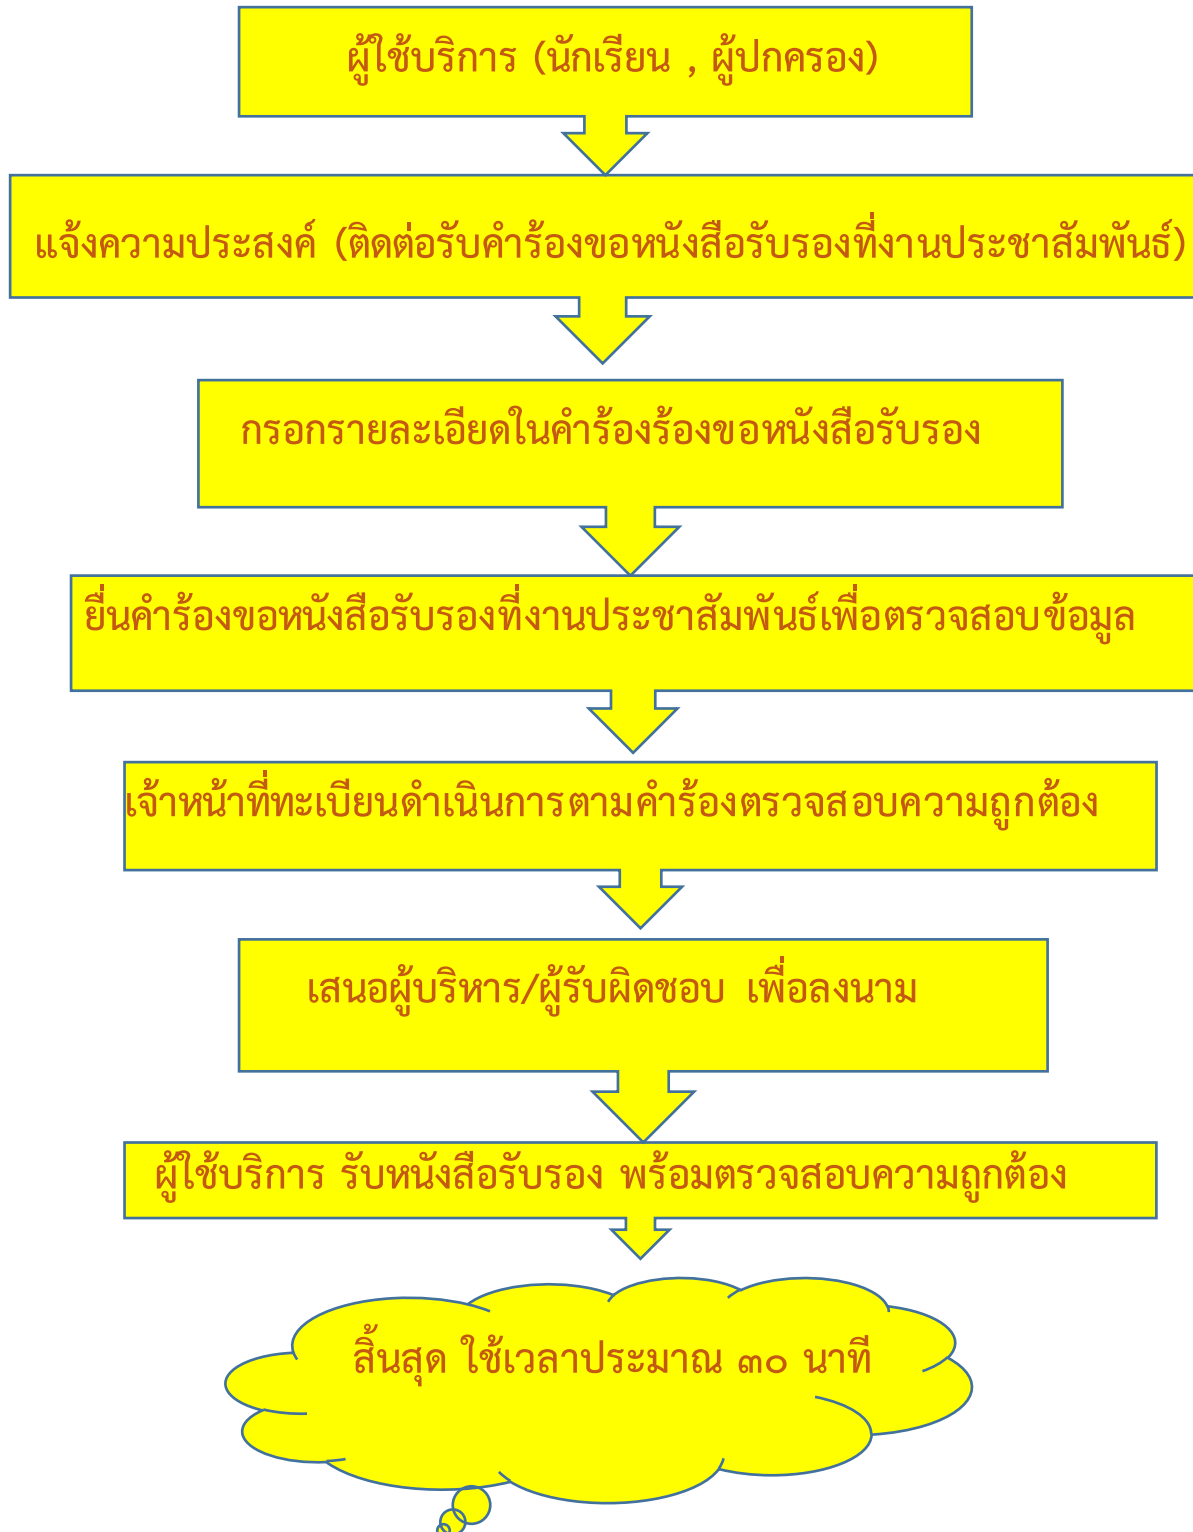 ผู้ใช้บริการ (นักเรียน , ผู้ปกครอง)
แจ้งความประสงค์ (ติดต่อรับคำร้องขอหนังสือรับรองที่งานประชาสัมพันธ์)
กรอกรายละเอียดในคำร้องร้องขอหนังสือรับรอง
ยื่นคำร้องขอหนังสือรับรองที่งานประชาสัมพันธ์เพื่อตรวจสอบข้อมูล
เจ้าหน้าที่ทะเบียนดำเนินการตามคำร้องตรวจสอบความถูกต้อง
เสนอผู้บริหาร/ผู้รับผิดชอบ เพื่อลงนาม
ผู้ใช้บริการ รับหนังสือรับรอง พร้อมตรวจสอบความถูกต้อง
สิ้นสุด ใช้เวลาประมาณ ๓๐ นาที